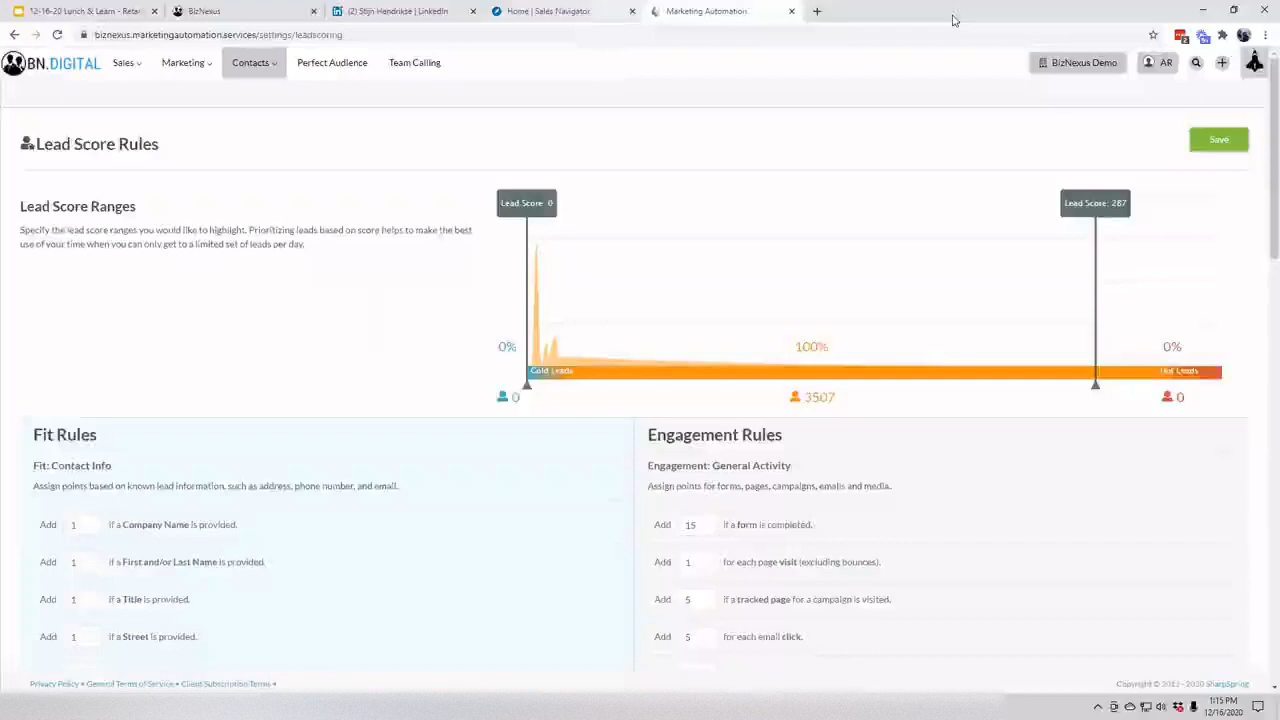 12-16-20 Lunch & Learn - Retar
BizNexus
(2) Stijn Hendrikse | LinkedIn
Home | Sales Navigator
Marketing Automation
biznexus.marketingautomation.services/settings/leadscoring
BN.DIGITAL
Sales
Marketing
Contacts
Perfect Audience
Team Calling
BizNexus Demo
AR
Lead Score Rules
Save
Lead Score Ranges
Specify the lead score ranges you would like to highlight. Prioritizing leads based on score helps to make the best
use of your time when you can only get to a limited set of leads per day.
Lead Score: 0
Lead Score: 287
0%
100%
0%
Cold Leads
Hot Leads
0
3507
0
Fit Rules
Fit: Contact Info
Assign points based on known lead information, such as address, phone number, and email.
Add 1 if a Company Name is provided.
Add 1 if a First and/or Last Name is provided.
Add 1 if a Title is provided.
Add 1 if a Street is provided.
Engagement Rules
Engagement: General Activity
Assign points for forms, pages, campaigns, emails and media.
Add 15 if a form is completed.
Add 1 for each page visit (excluding bounces).
Add 5 if a tracked page for a campaign is visited.
Add 5 for each email click.
Privacy Policy • General Terms of Service • Client Subscription Terms •
Copyright © 2012 - 2020 SharpSpring
1:15 PM
12/16/2020